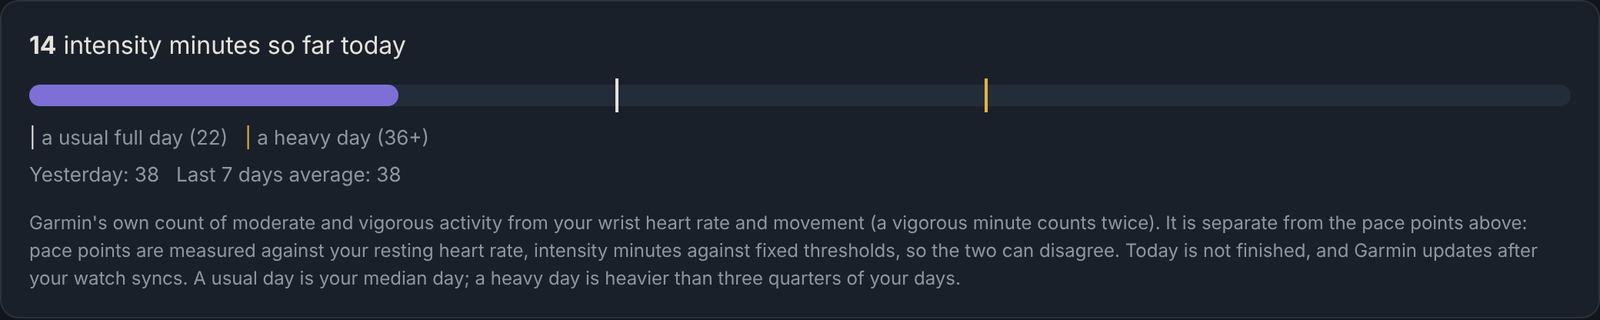 14 intensity minutes so far today
a usual full day (22) a heavy day (36+)
Yesterday: 38 Last 7 days average: 38
Garmin's own count of moderate and vigorous activity from your wrist heart rate and movement (a vigorous minute counts twice). It is separate from the pace points above:
pace points are measured against your resting heart rate, intensity minutes against fixed thresholds, so the two can disagree. Today is not finished, and Garmin updates after
your watch syncs. A usual day is your median day; a heavy day is heavier than three quarters of your days.